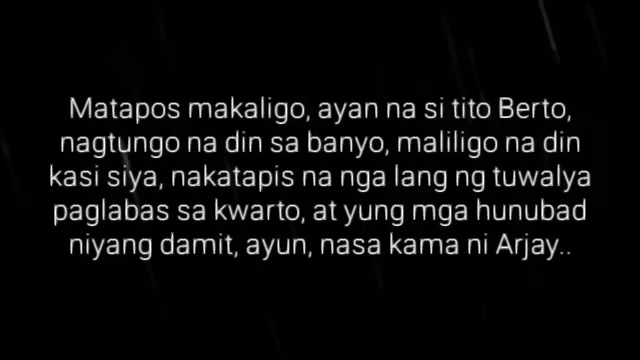 Matapos makaligo, ayan na si tito Berto,
nagtungo na din sa banyo, maliligo na din
kasi siya, nakatapis na nga lang ng tuwalya
paglabas sa kwarto, at yung mga hunubad
niyang damit, ayun, nasa kama ni Arjay..